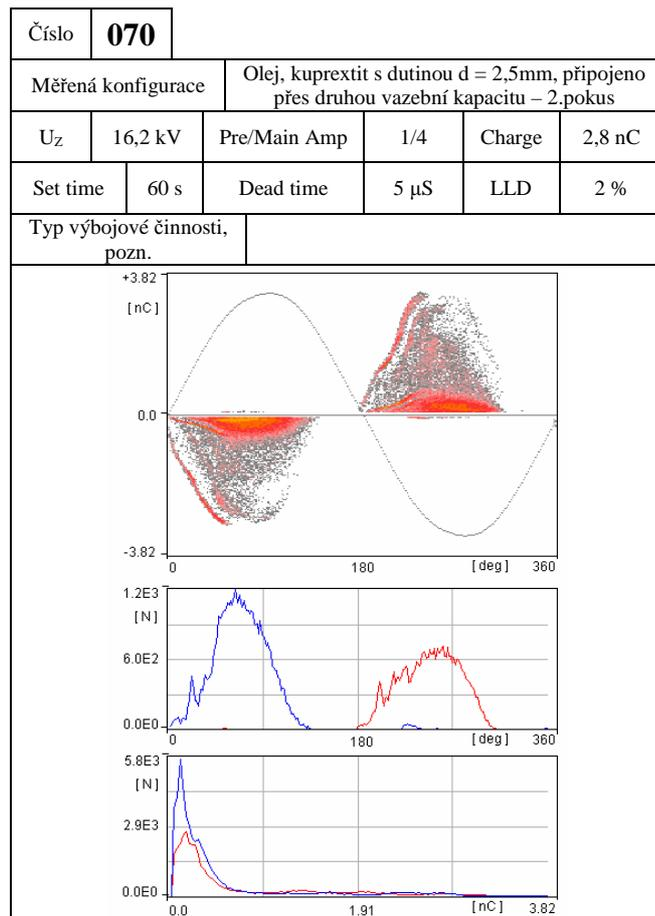 Číslo 070
Měřená konfigurace Olej, kuprextit s dutinou d = 2,5mm, připojeno
přes druhou vazební kapacitu – 2.pokus
UZ 16,2 kV Pre/Main Amp 1/4 Charge 2,8 nC
Set time 60 s Dead time 5 μS LLD 2 %
Typ výbojové činnosti,
pozn.
+3.82
[nC]
0.0
-3.82
0 180 [deg] 360
1.2E3
[N]
6.0E2
0.0E0
0 180 [deg] 360
5.8E3
[N]
2.9E3
0.0E0
0.0 1.91 [nC] 3.82